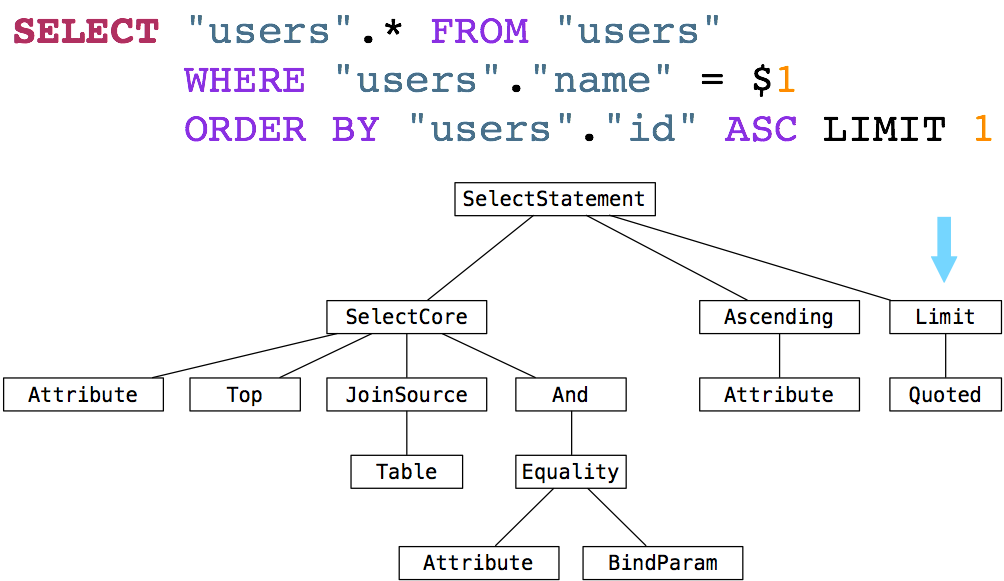 SELECT "users".* FROM "users"
WHERE "users"."name" = $1
ORDER BY "users"."id" ASC LIMIT 1
SelectStatement
SelectCore Ascending Limit
Attribute Top JoinSource And Attribute Quoted
Table Equality
Attribute BindParam